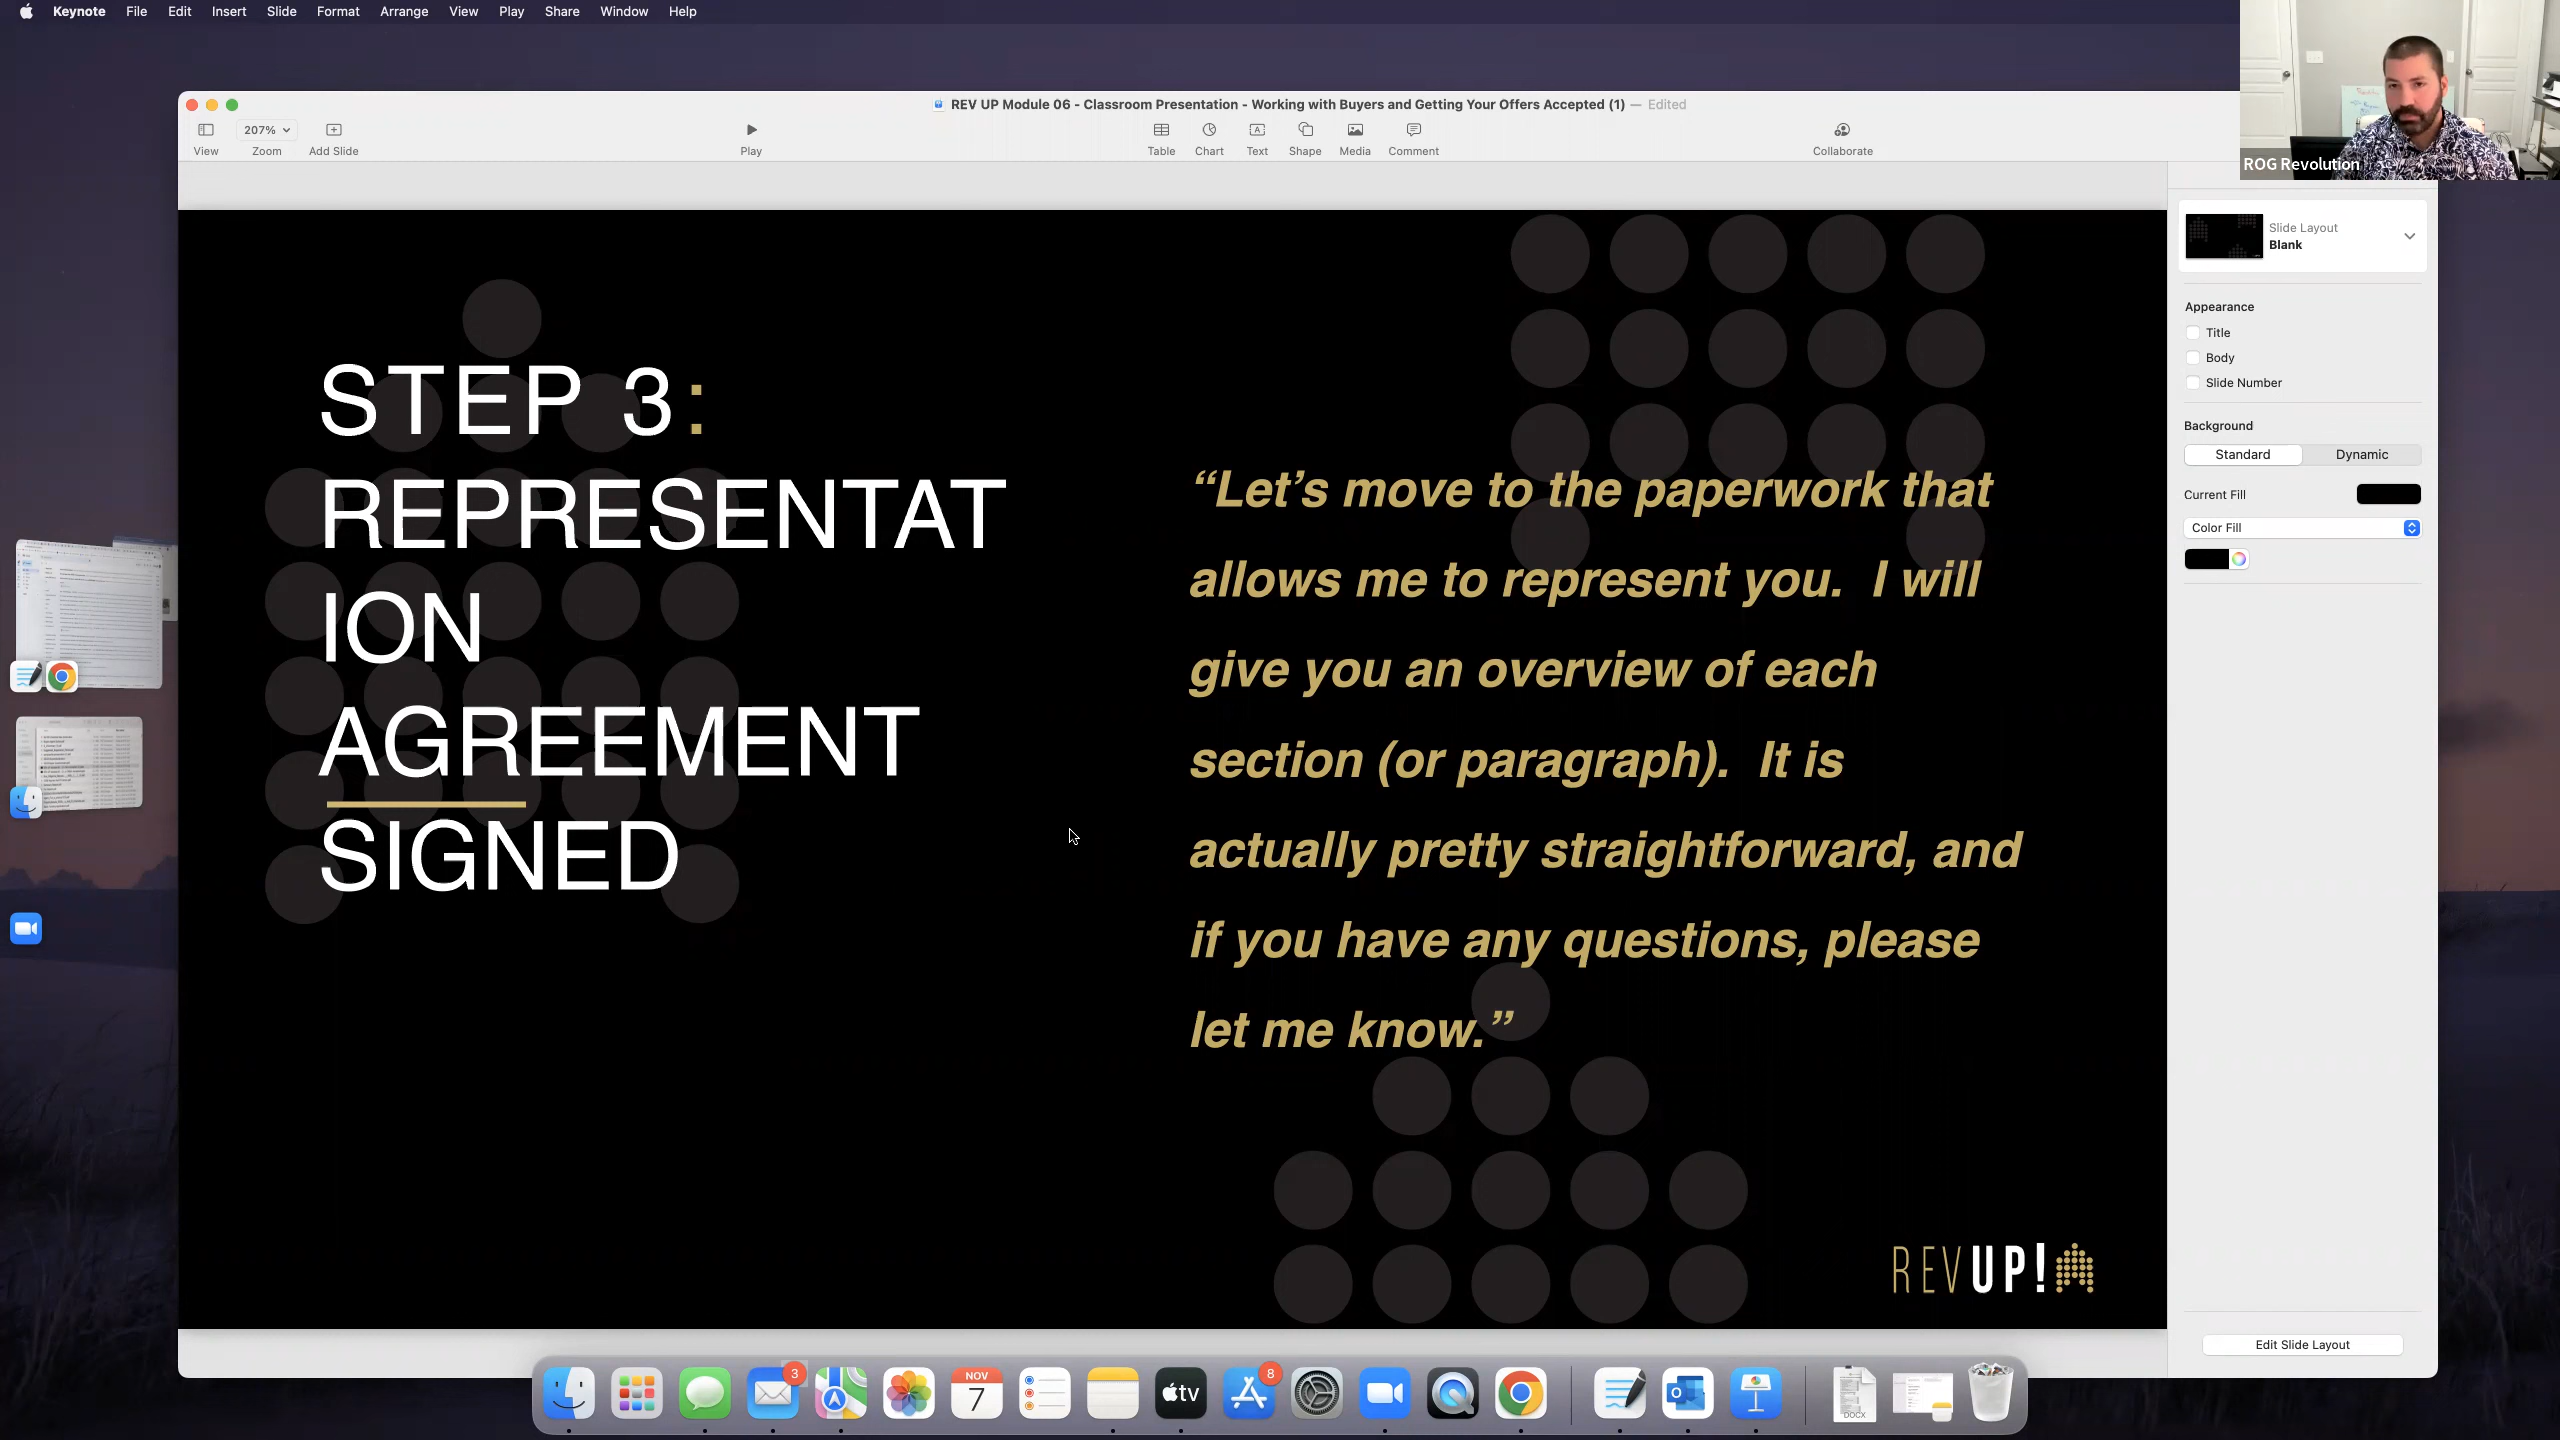 Keynote File Edit Insert Slide Format Arrange View Play Share Window Help
REV UP Module 06 - Classroom Presentation - Working with Buyers and Getting Your Offers Accepted (1) — Edited
207%
View Zoom Add Slide Play Table Chart Text Shape Media Comment Collaborate
ROG Revolution
STEP 3:
REPRESENTAT
ION
AGREEMENT
SIGNED
“Let’s move to the paperwork that
allows me to represent you. I will
give you an overview of each
section (or paragraph). It is
actually pretty straightforward, and
if you have any questions, please
let me know.”
REVUP!
Slide Layout
Blank
Appearance
Title
Body
Slide Number
Background
Standard Dynamic
Current Fill
Color Fill
Edit Slide Layout
3
NOV
7
tv
8
DOCX